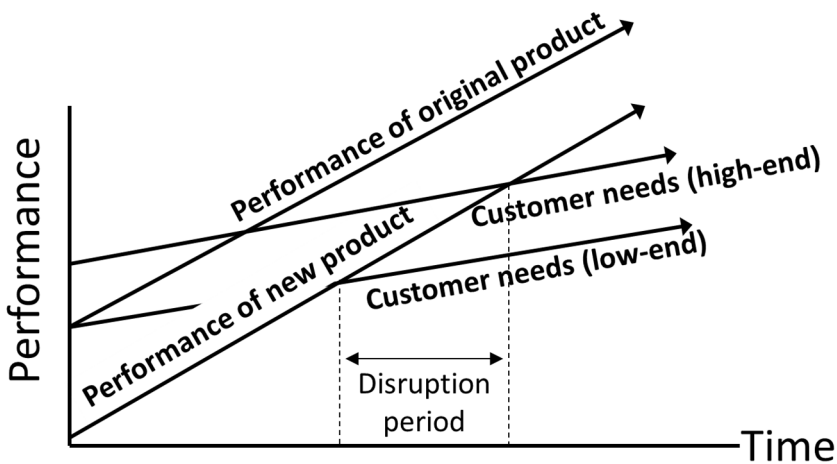 Performance of original product
Performance
Customer needs (high-end)
Performance of new product
Customer needs (low-end)
Disruption
period
Time